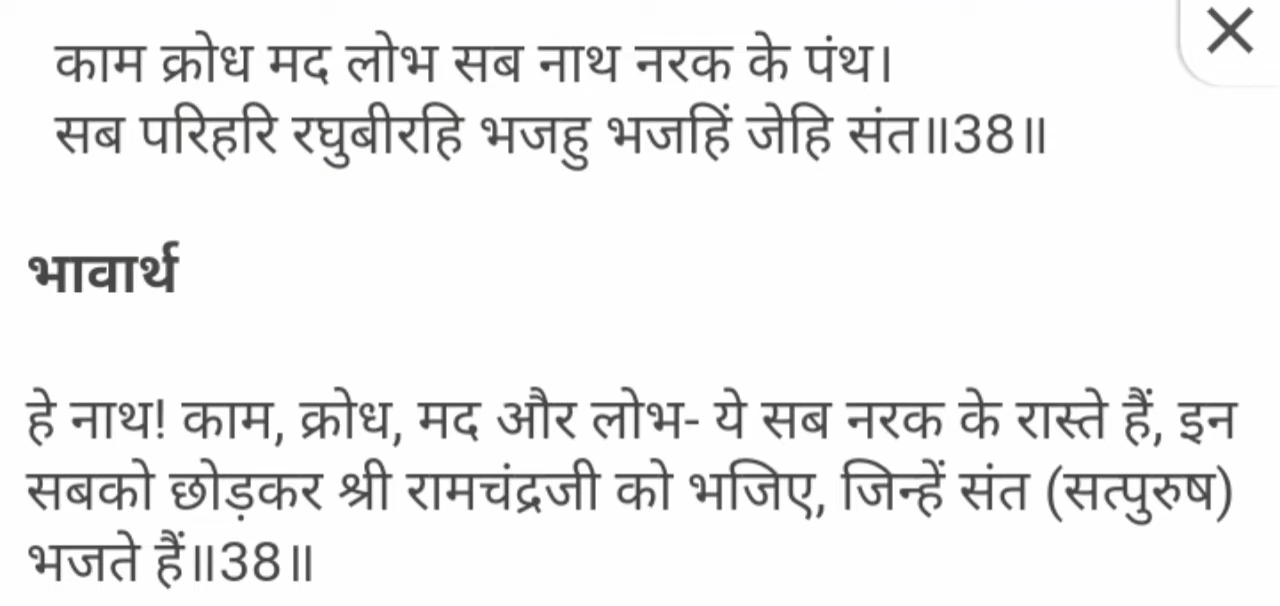 काम क्रोध मद लोभ सब नाथ नरक के पंथ।
सब परिहरि रघुबीरहि भजहु भजहिं जेहि संत॥38॥
भावार्थ
हे नाथ! काम, क्रोध, मद और लोभ- ये सब नरक के रास्ते हैं, इन
सबको छोड़कर श्री रामचंद्रजी को भजिए, जिन्हें संत (सत्पुरुष)
भजते हैं॥38॥